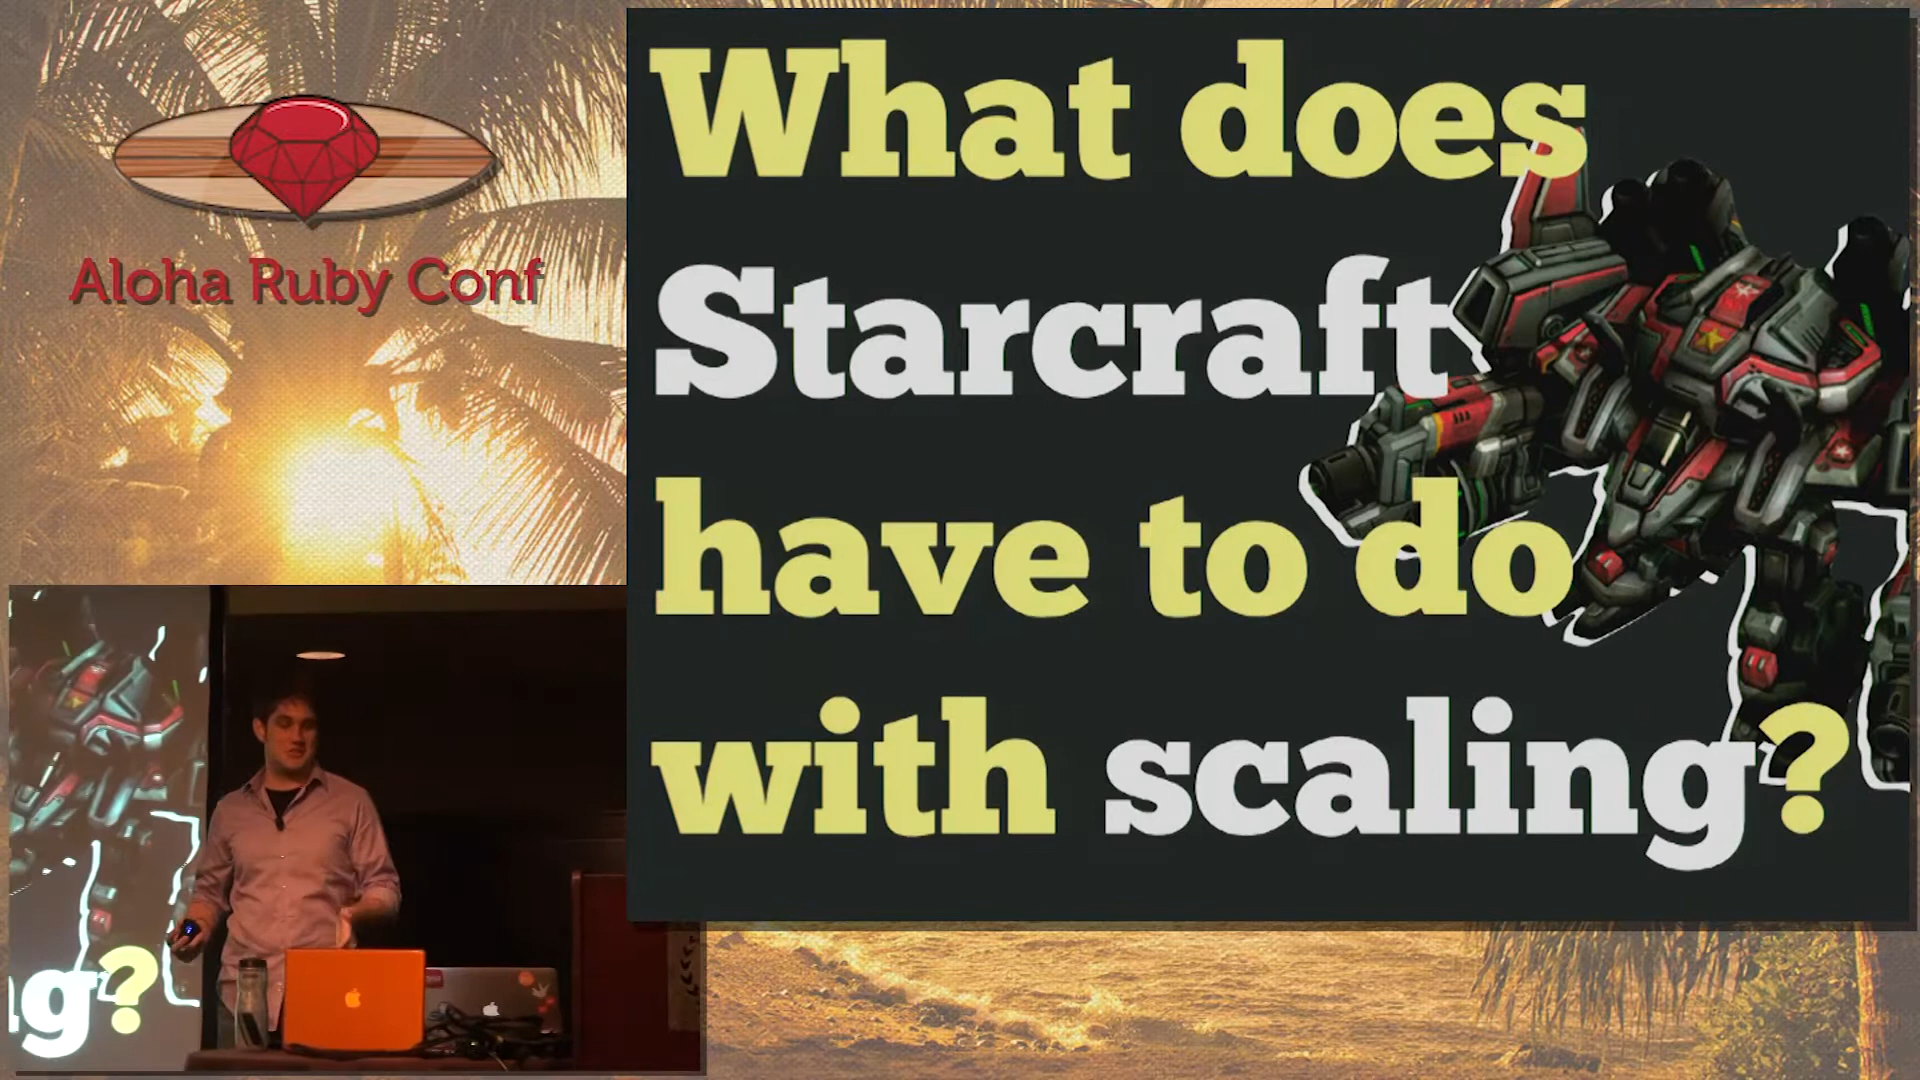 Aloha Ruby Conf
What does
Starcraft
have to do
with scaling?
g?